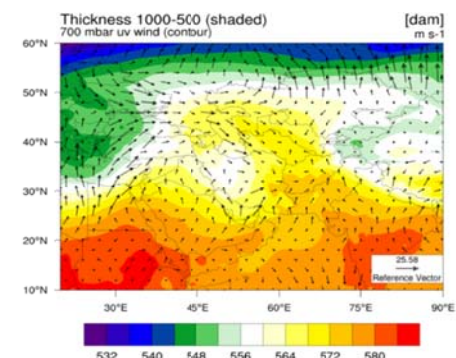 Thickness 1000-500 (shaded) [dam]
700 mbar uv wind (contour) m s-1
60°N
50°N
40°N
30°N
20°N
10°N
25.58
Reference Vector
30°E 45°E 60°E 75°E 90°E
532 540 548 556 564 572 580